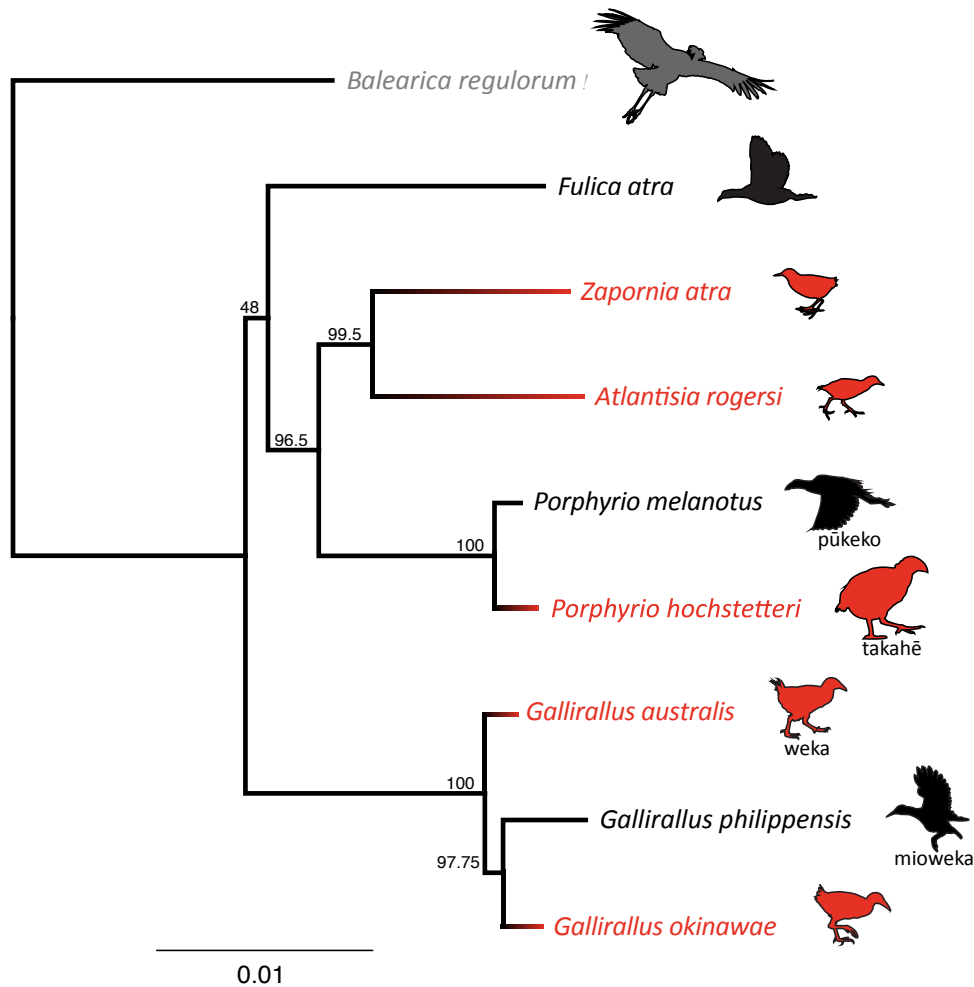 Balearica regulorum
Fulica atra
Zapornia atra
48
99.5
Atlantisia rogersi
96.5
Porphyrio melanotus
pūkeko
100
Porphyrio hochstetteri
takahē
Gallirallus australis
weka
100
Gallirallus philippensis
mioweka
97.75
Gallirallus okinawae
0.01